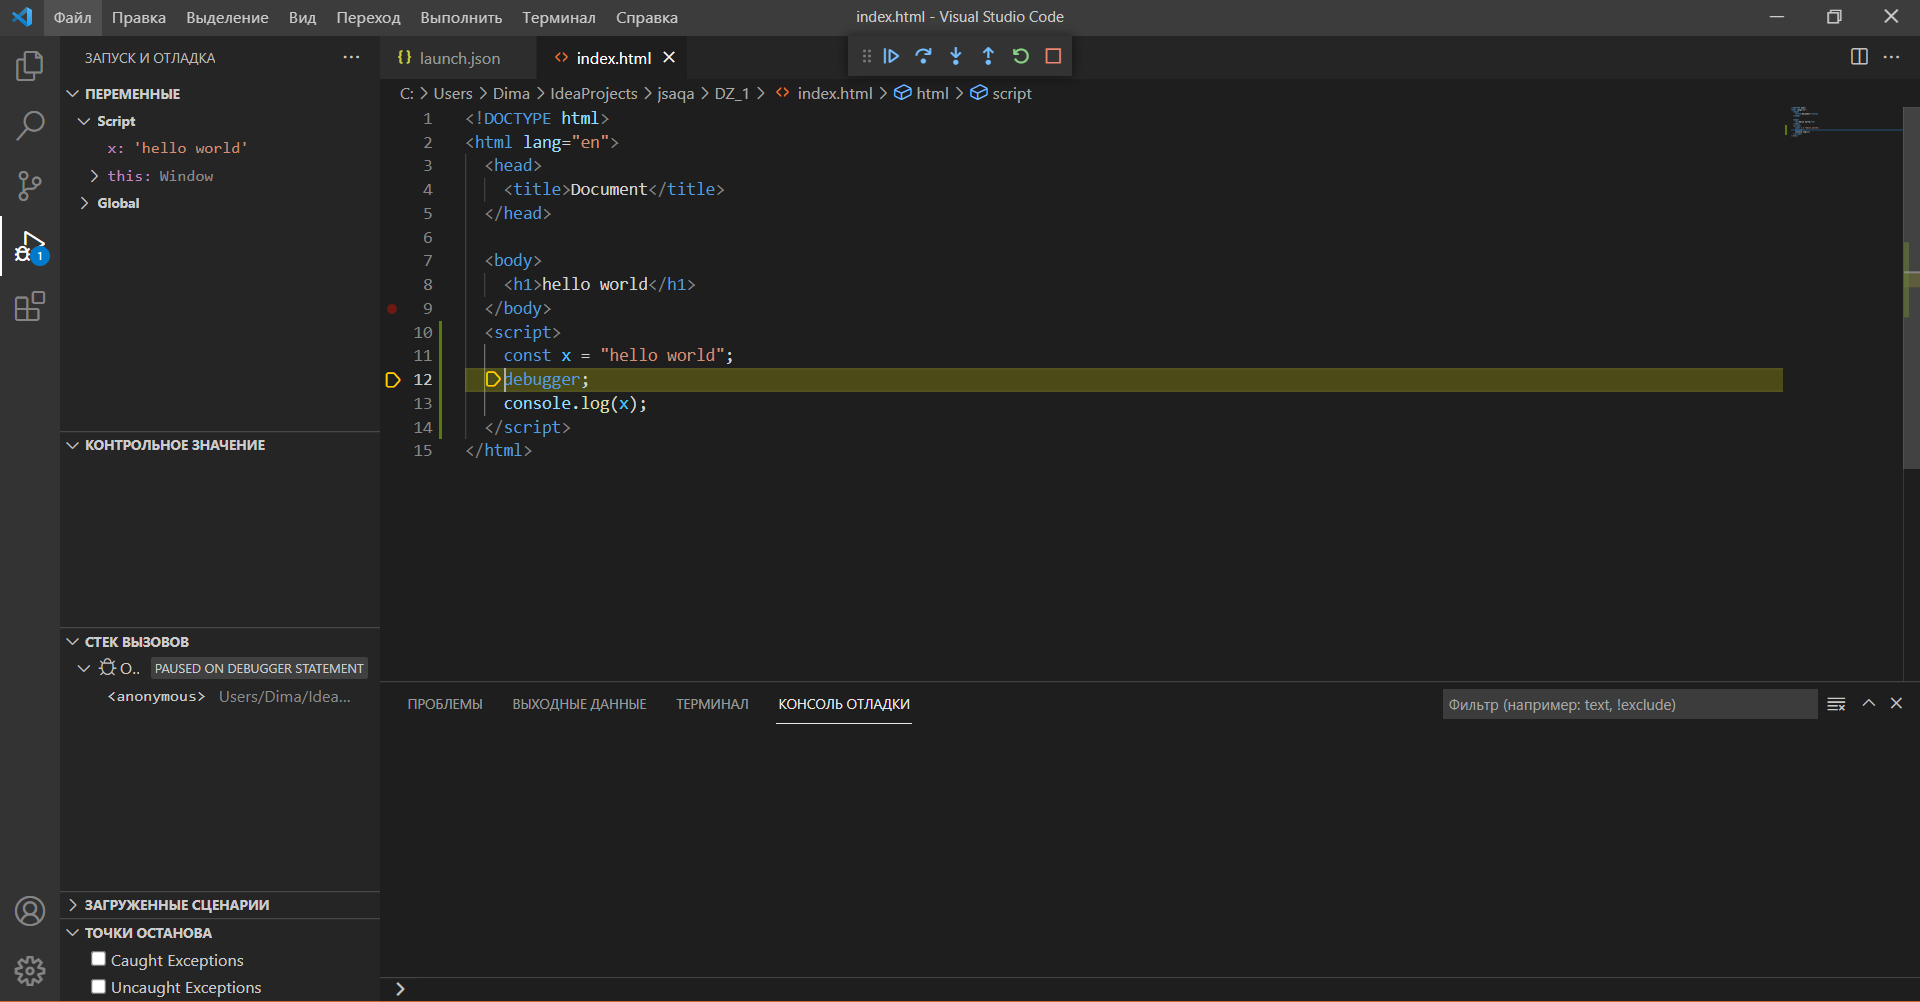 Файл Правка Выделение Вид Переход Выполнить Терминал Справка index.html - Visual Studio Code
ЗАПУСК И ОТЛАДКА ···
ПЕРЕМЕННЫЕ
Script
x: 'hello world'
this: Window
Global
КОНТРОЛЬНОЕ ЗНАЧЕНИЕ
СТЕК ВЫЗОВОВ
O.. PAUSED ON DEBUGGER STATEMENT
<anonymous> Users/Dima/Idea...
ЗАГРУЖЕННЫЕ СЦЕНАРИИ
ТОЧКИ ОСТАНОВА
Caught Exceptions
Uncaught Exceptions
1
{} launch.json <> index.html
C: > Users > Dima > IdeaProjects > jsaqa > DZ_1 > <> index.html > html > script
1 <!DOCTYPE html>
2 <html lang="en">
3 <head>
4 <title>Document</title>
5 </head>
6
7 <body>
8 <h1>hello world</h1>
9 </body>
10 <script>
11 const x = "hello world";
12 debugger;
13 console.log(x);
14 </script>
15 </html>
ПРОБЛЕМЫ ВЫХОДНЫЕ ДАННЫЕ ТЕРМИНАЛ КОНСОЛЬ ОТЛАДКИ Фильтр (например: text, !exclude)
>